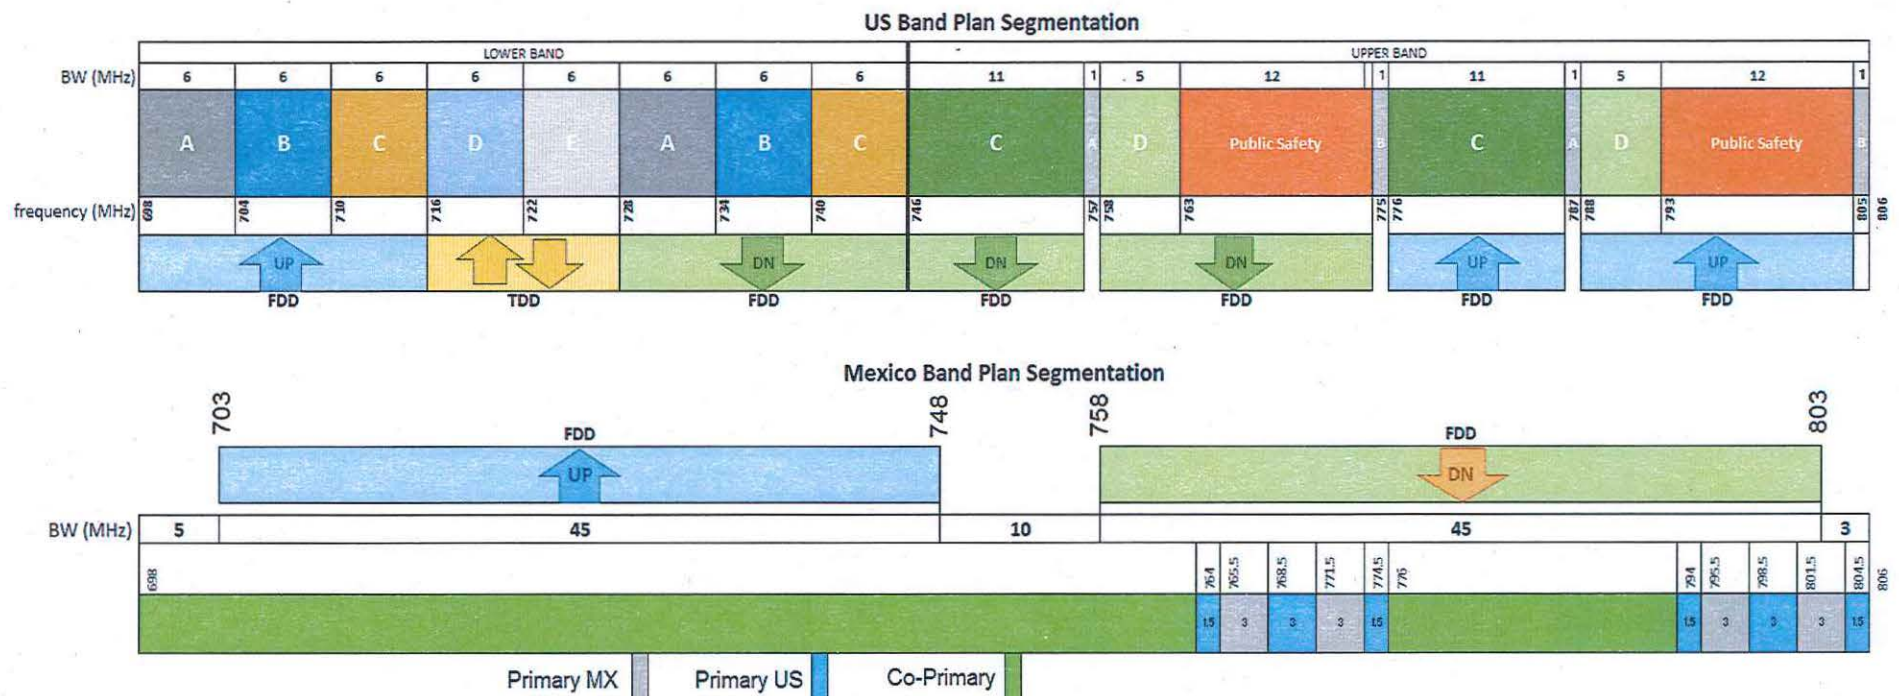 US Band Plan Segmentation
LOWER BAND UPPER BAND
BW (MHz) 6 6 6 6 6 6 6 6 11 1 5 12 1 11 1 5 12 1
A B C D E A B C C A D Public Safety B C A D Public Safety B
frequency (MHz) 698 704 710 716 722 728 734 740 746 757 758 763 775 776 787 788 793 805 806
UP DN DN DN UP UP
FDD TDD FDD FDD FDD FDD FDD
Mexico Band Plan Segmentation
703 748 758 803
FDD FDD
UP DN
BW (MHz) 5 45 10 45 3
698 764 765.5 768.5 771.5 774.5 776 794 795.5 798.5 801.5 804.5 806
1.5 3 3 3 1.5 1.5 3 3 3 1.5
Primary MX Primary US Co-Primary